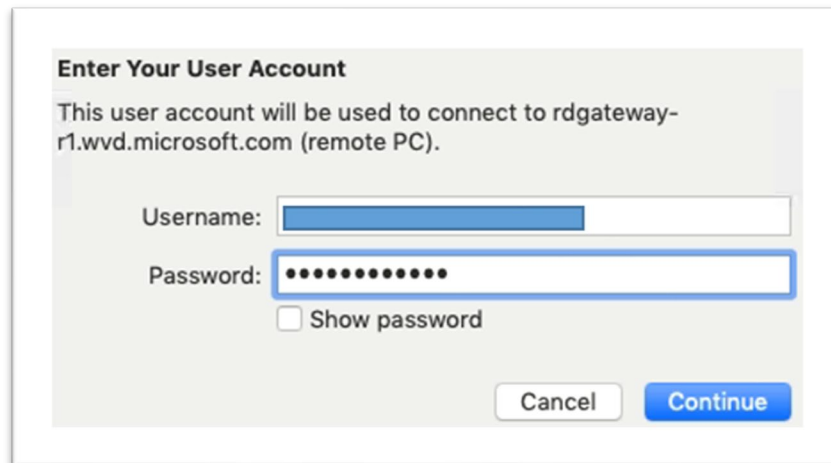 Enter Your User Account
This user account will be used to connect to rdgateway-
r1.wvd.microsoft.com (remote PC).
Username:
Password: ••••••••••••
Show password
Cancel Continue